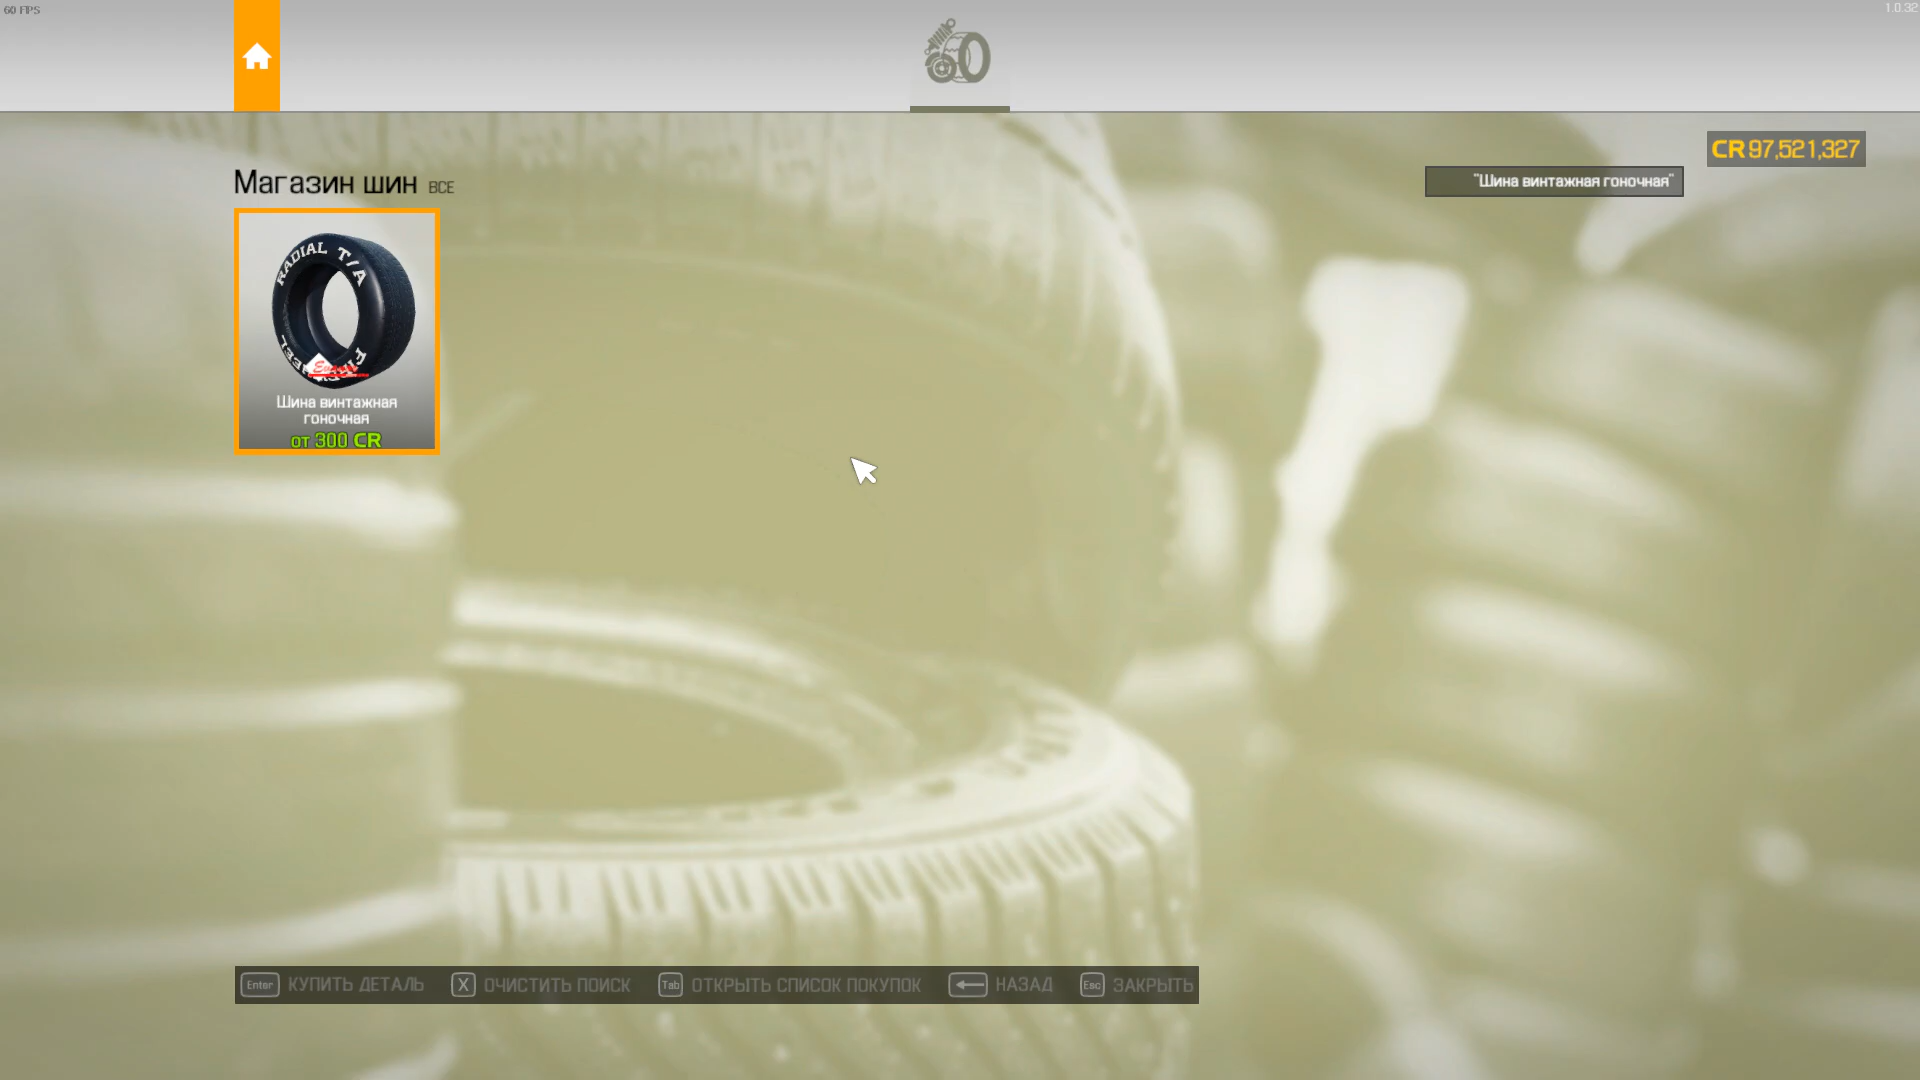 60 FPS
1.0.32
CR 97,521,327
Магазин шин ВСЕ
"Шина винтажная гоночная"
RADIAL T/A
Шина винтажная
гоночная
от 300 CR
Enter КУПИТЬ ДЕТАЛЬ X ОЧИСТИТЬ ПОИСК Tab ОТКРЫТЬ СПИСОК ПОКУПОК НАЗАД Esc ЗАКРЫТЬ